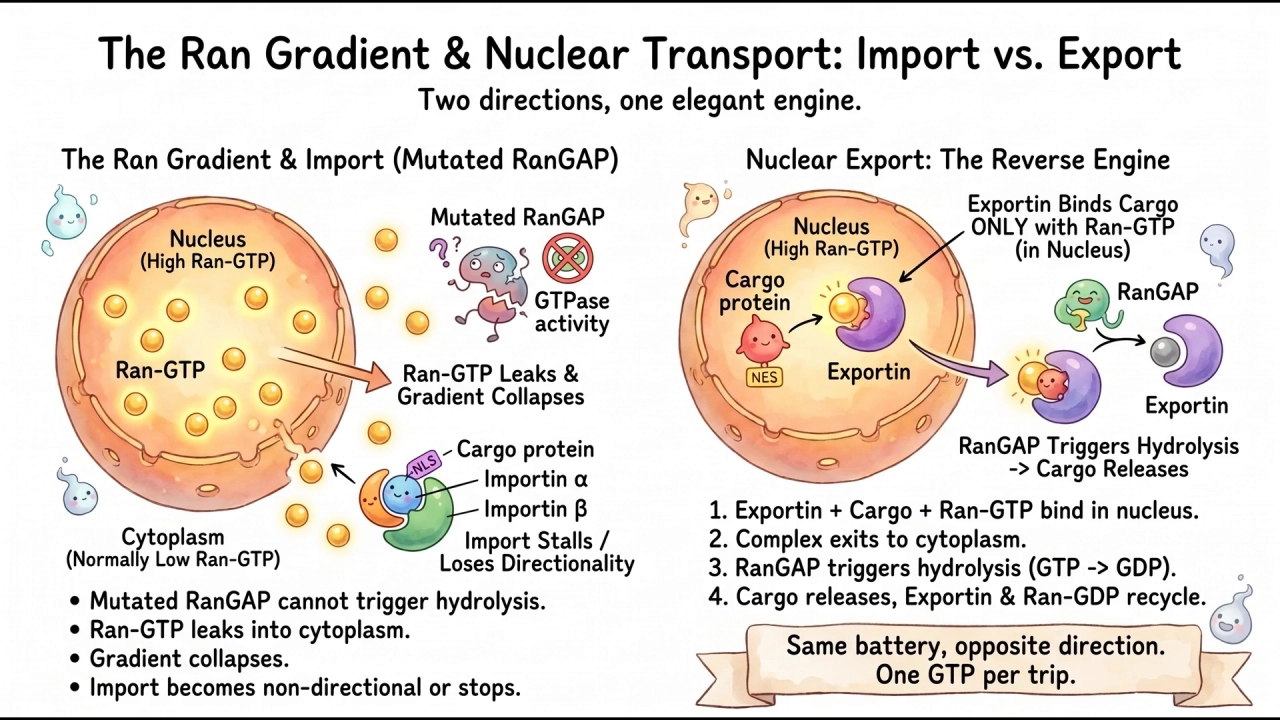 The Ran Gradient & Nuclear Transport: Import vs. Export
Two directions, one elegant engine.
The Ran Gradient & Import (Mutated RanGAP)
Nucleus
(High Ran-GTP)
Ran-GTP
Mutated RanGAP
? ?
GTPase
activity
Ran-GTP Leaks &
Gradient Collapses
Cargo protein
NLS
Importin α
Importin β
Import Stalls /
Loses Directionality
Cytoplasm
(Normally Low Ran-GTP)
• Mutated RanGAP cannot trigger hydrolysis.
• Ran-GTP leaks into cytoplasm.
• Gradient collapses.
• Import becomes non-directional or stops.
Nuclear Export: The Reverse Engine
Nucleus
(High Ran-GTP)
Exportin Binds Cargo
ONLY with Ran-GTP
(in Nucleus)
Cargo
protein
NES
Exportin
RanGAP
Exportin
RanGAP Triggers Hydrolysis
-> Cargo Releases
1. Exportin + Cargo + Ran-GTP bind in nucleus.
2. Complex exits to cytoplasm.
3. RanGAP triggers hydrolysis (GTP -> GDP).
4. Cargo releases, Exportin & Ran-GDP recycle.
Same battery, opposite direction.
One GTP per trip.